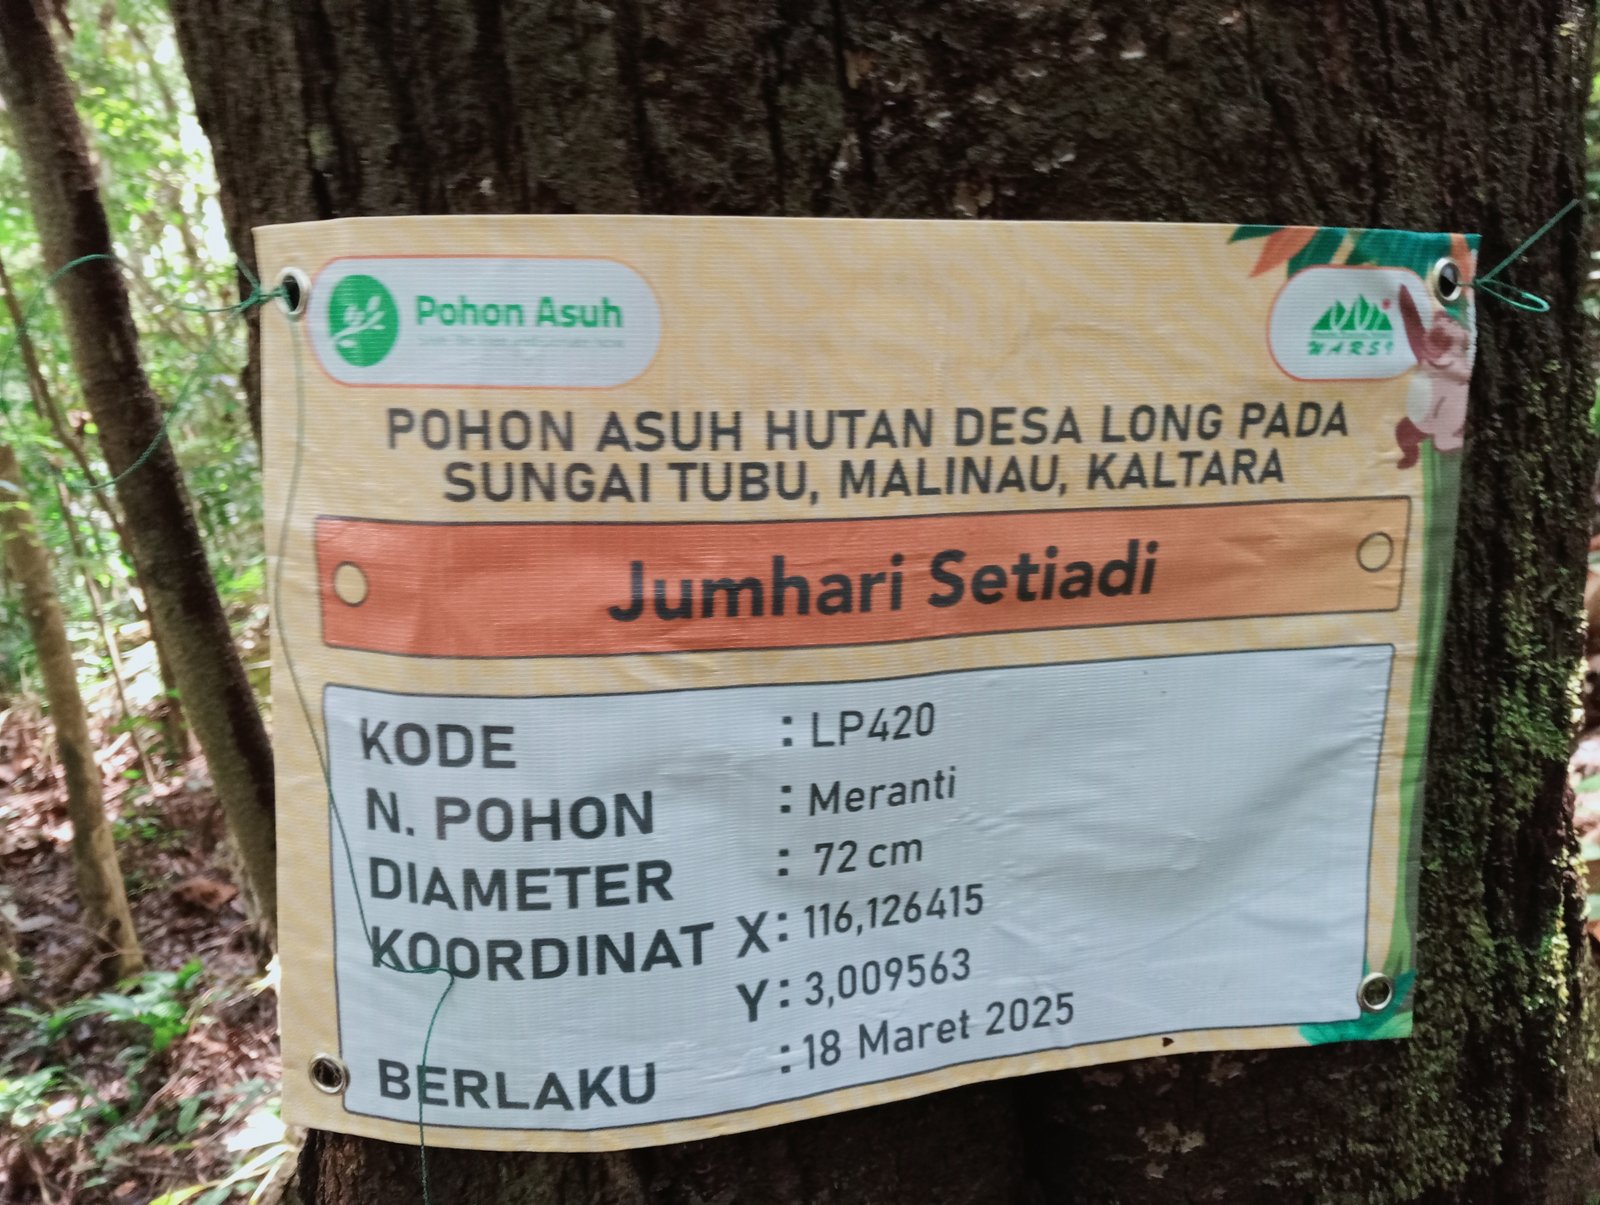 Pohon Asuh
WARSI
POHON ASUH HUTAN DESA LONG PADA
SUNGAI TUBU, MALINAU, KALTARA
Jumhari Setiadi
KODE : LP420
N. POHON : Meranti
DIAMETER : 72 cm
KOORDINAT X : 116,126415
Y : 3,009563
BERLAKU : 18 Maret 2025